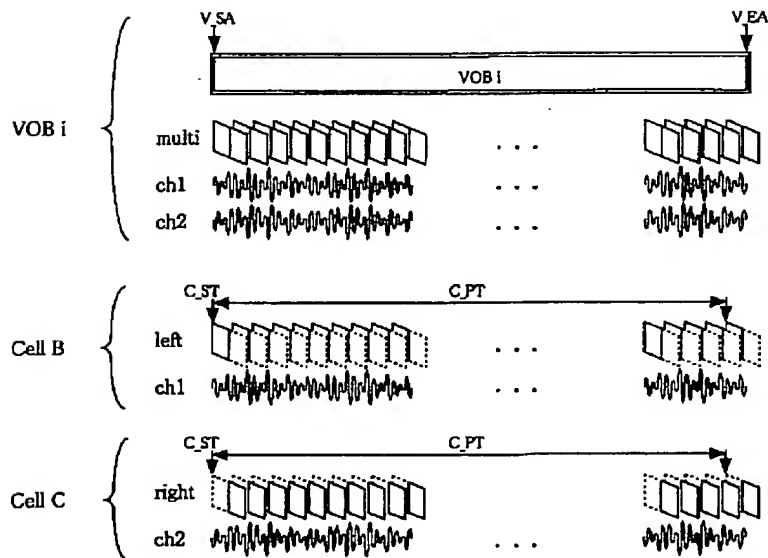 V_SA V_EA
VOB i
VOB i
multi
. . .
ch1
. . .
ch2
. . .
C_ST C_PT
Cell B
left
. . .
ch1
. . .
C_ST C_PT
Cell C
right
. . .
ch2
. . .